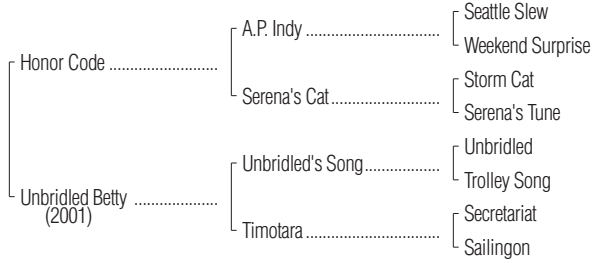 Seattle Slew
A.P. Indy ..............................
Weekend Surprise
Honor Code .........................
Storm Cat
Serena's Cat.........................
Serena's Tune
Unbridled
Unbridled's Song.................
Trolley Song
Unbridled Betty ...................
(2001)
Secretariat
Timotara ...............................
Sailingon